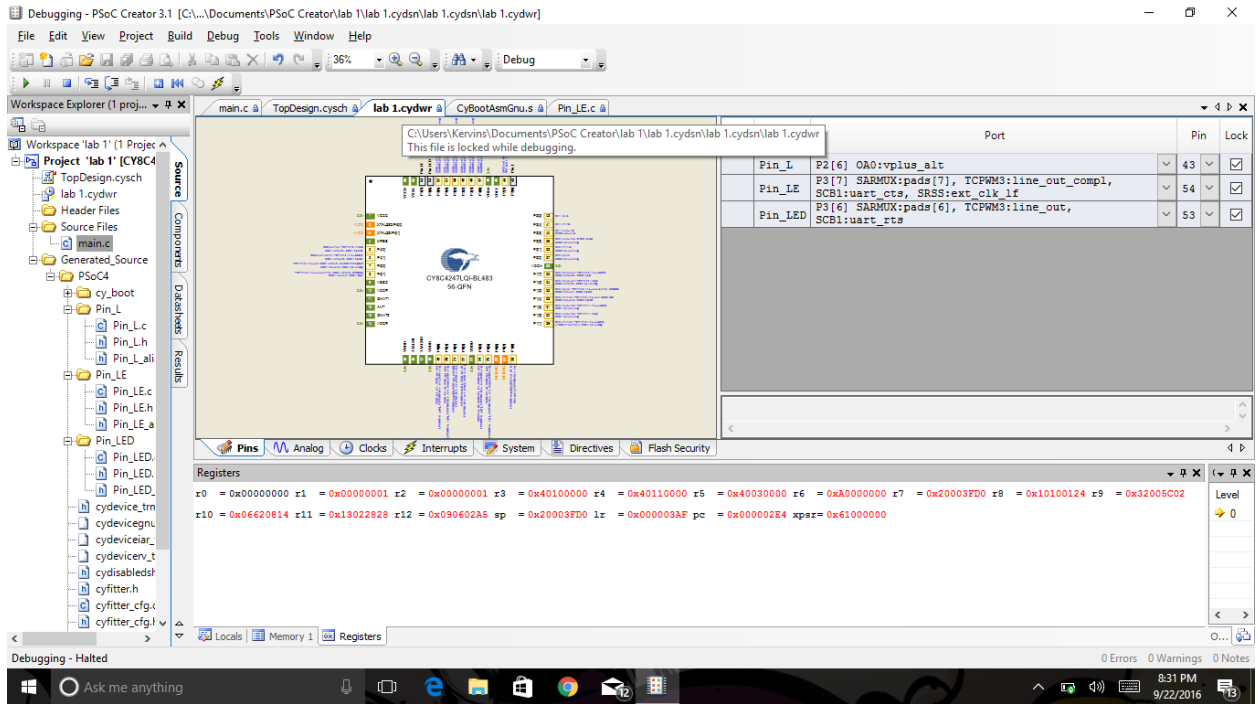 Debugging - PSoC Creator 3.1 [C:\...\Documents\PSoC Creator\lab 1\lab 1.cydsn\lab 1.cydsn\lab 1.cydwr]
File Edit View Project Build Debug Tools Window Help
36% Debug
Workspace Explorer (1 proj...
main.c TopDesign.cysch lab 1.cydwr CyBootAsmGnu.s Pin_LE.c
C:\Users\Kervins\Documents\PSoC Creator\lab 1\lab 1.cydsn\lab 1.cydsn\lab 1.cydwr
This file is locked while debugging.
Workspace 'lab 1' (1 Projec
Project 'lab 1' [CY8C4
TopDesign.cysch
lab 1.cydwr
Header Files
Source Files
main.c
Generated_Source
PSoC4
cy_boot
Pin_L
Pin_L.c
Pin_L.h
Pin_L_ali
Pin_LE
Pin_LE.c
Pin_LE.h
Pin_LE_a
Pin_LED
Pin_LED.
Pin_LED.
Pin_LED_
cydevice_trn
cydevicegnu
cydeviceiar_
cydevicerv_t
cydisabledsh
cyfitter.h
cyfitter_cfg.c
cyfitter_cfg.h
Source
Components
Datasheets
Results
CY8C4247LQI-BL483
56-QFN
Port Pin Lock
Pin_L P2[6] OA0:vplus_alt 43
Pin_LE P3[7] SARMUX:pads[7], TCPWM3:line_out_compl, 54
SCB1:uart_cts, SRSS:ext_clk_lf
Pin_LED P3[6] SARMUX:pads[6], TCPWM3:line_out, 53
SCB1:uart_rts
Pins Analog Clocks Interrupts System Directives Flash Security
Registers
r0 = 0x00000000 r1 = 0x00000001 r2 = 0x00000001 r3 = 0x40100000 r4 = 0x40110000 r5 = 0x40030000 r6 = 0xA0000000 r7 = 0x20003FD0 r8 = 0x10100124 r9 = 0x32005C02
r10 = 0x06620814 r11 = 0x13022828 r12 = 0x090602A5 sp = 0x20003FD0 lr = 0x000003AF pc = 0x000002E4 xpsr= 0x61000000
Level
0
Locals Memory 1 Registers
O...
Debugging - Halted
0 Errors 0 Warnings 0 Notes
Ask me anything
12
8:31 PM
9/22/2016
13